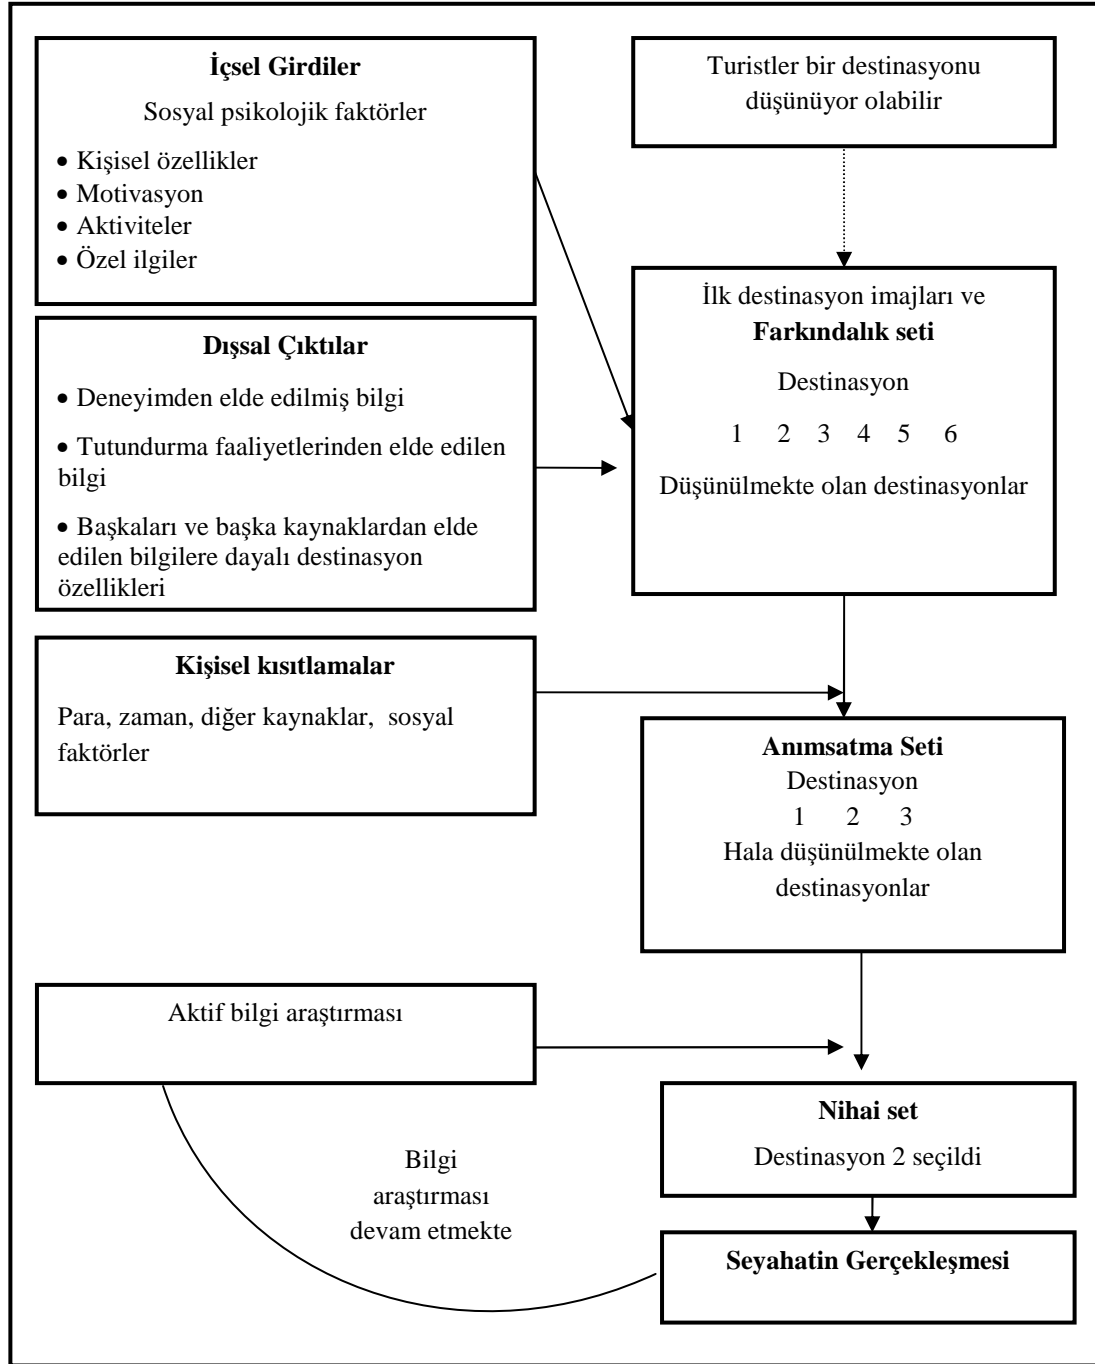 İçsel Girdiler
Sosyal psikolojik faktörler
• Kişisel özellikler
• Motivasyon
• Aktiviteler
• Özel ilgiler
Turistler bir destinasyonu
düşünüyor olabilir
İlk destinasyon imajları ve
Farkındalık seti
Destinasyon
1 2 3 4 5 6
Düşünülmekte olan destinasyonlar
Dışsal Çıktılar
• Deneyimden elde edilmiş bilgi
• Tutundurma faaliyetlerinden elde edilen
bilgi
• Başkaları ve başka kaynaklardan elde
edilen bilgilere dayalı destinasyon
özellikleri
Kişisel kısıtlamalar
Para, zaman, diğer kaynaklar, sosyal
faktörler
Anımsatma Seti
Destinasyon
1 2 3
Hala düşünülmekte olan
destinasyonlar
Aktif bilgi araştırması
Nihai set
Destinasyon 2 seçildi
Bilgi
araştırması
devam etmekte
Seyahatin Gerçekleşmesi